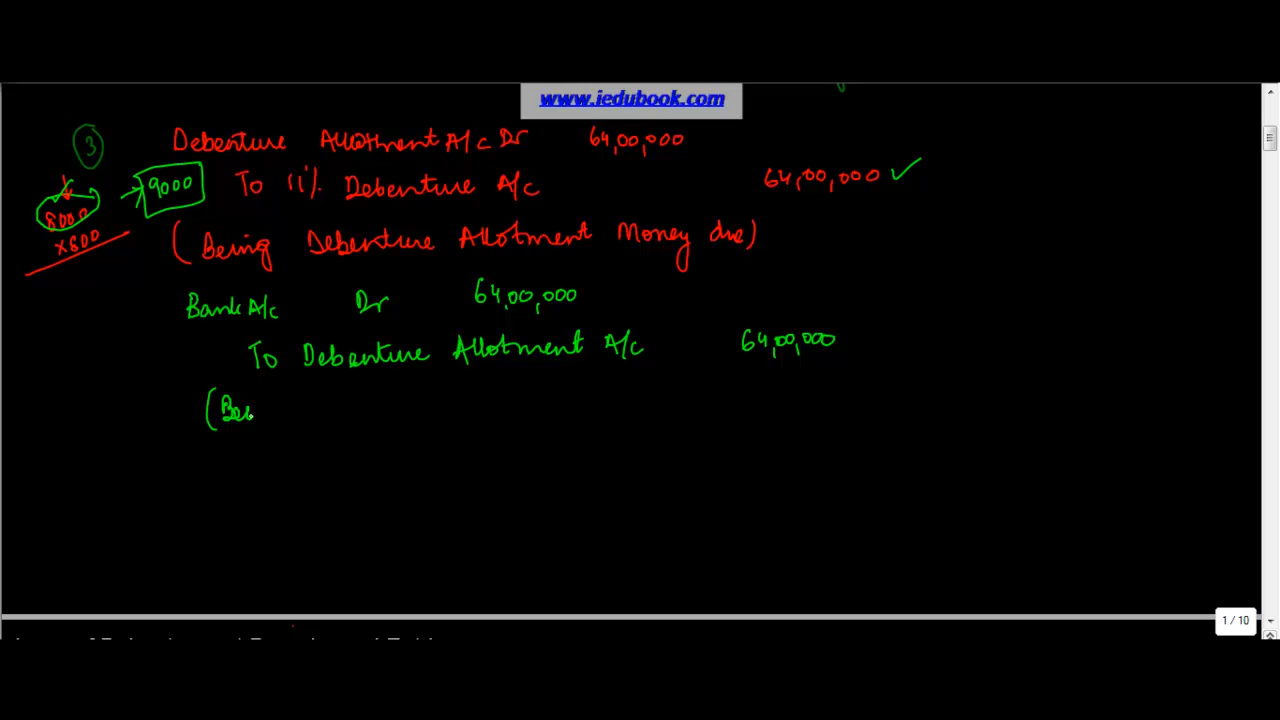 www.iedubook.com
3
Debenture Allotment A/c Dr 64,00,000
8000
x800
9000
To 11% Debenture A/c 64,00,000
(Being Debenture Allotment Money due)
Bank A/c Dr 64,00,000
To Debenture Allotment A/c 64,00,000
(Bei
1 / 10